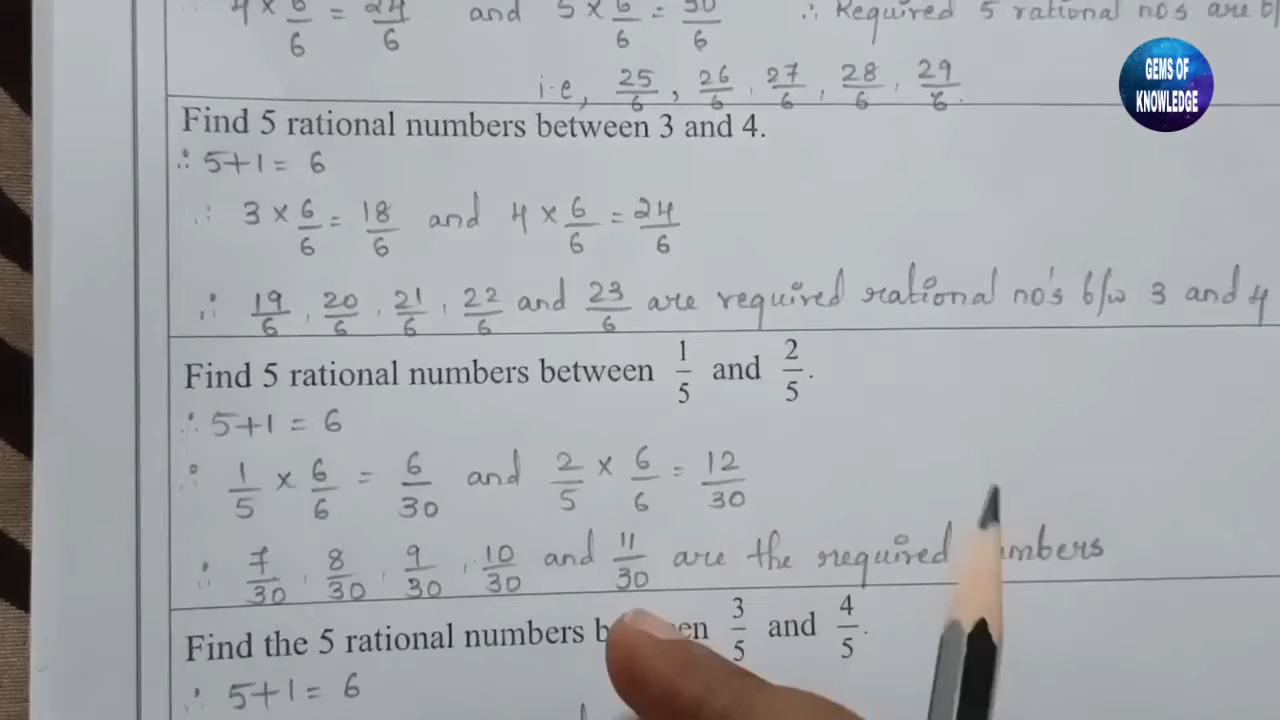 ∴ 4 × 6/6 = 24/6 and 5 × 6/6 = 30/6 ∴ Required 5 rational nos are b/
i.e, 25/6, 26/6, 27/6, 28/6, 29/6.
GEMS OF
KNOWLEDGE
Find 5 rational numbers between 3 and 4.
∴ 5+1 = 6
∴ 3 × 6/6 = 18/6 and 4 × 6/6 = 24/6
∴ 19/6, 20/6, 21/6, 22/6 and 23/6 are required rational no's b/w 3 and 4
Find 5 rational numbers between 1/5 and 2/5.
∴ 5+1 = 6
∴ 1/5 × 6/6 = 6/30 and 2/5 × 6/6 = 12/30
∴ 7/30, 8/30, 9/30, 10/30 and 11/30 are the required umbers
Find the 5 rational numbers b een 3/5 and 4/5.
∴ 5+1 = 6